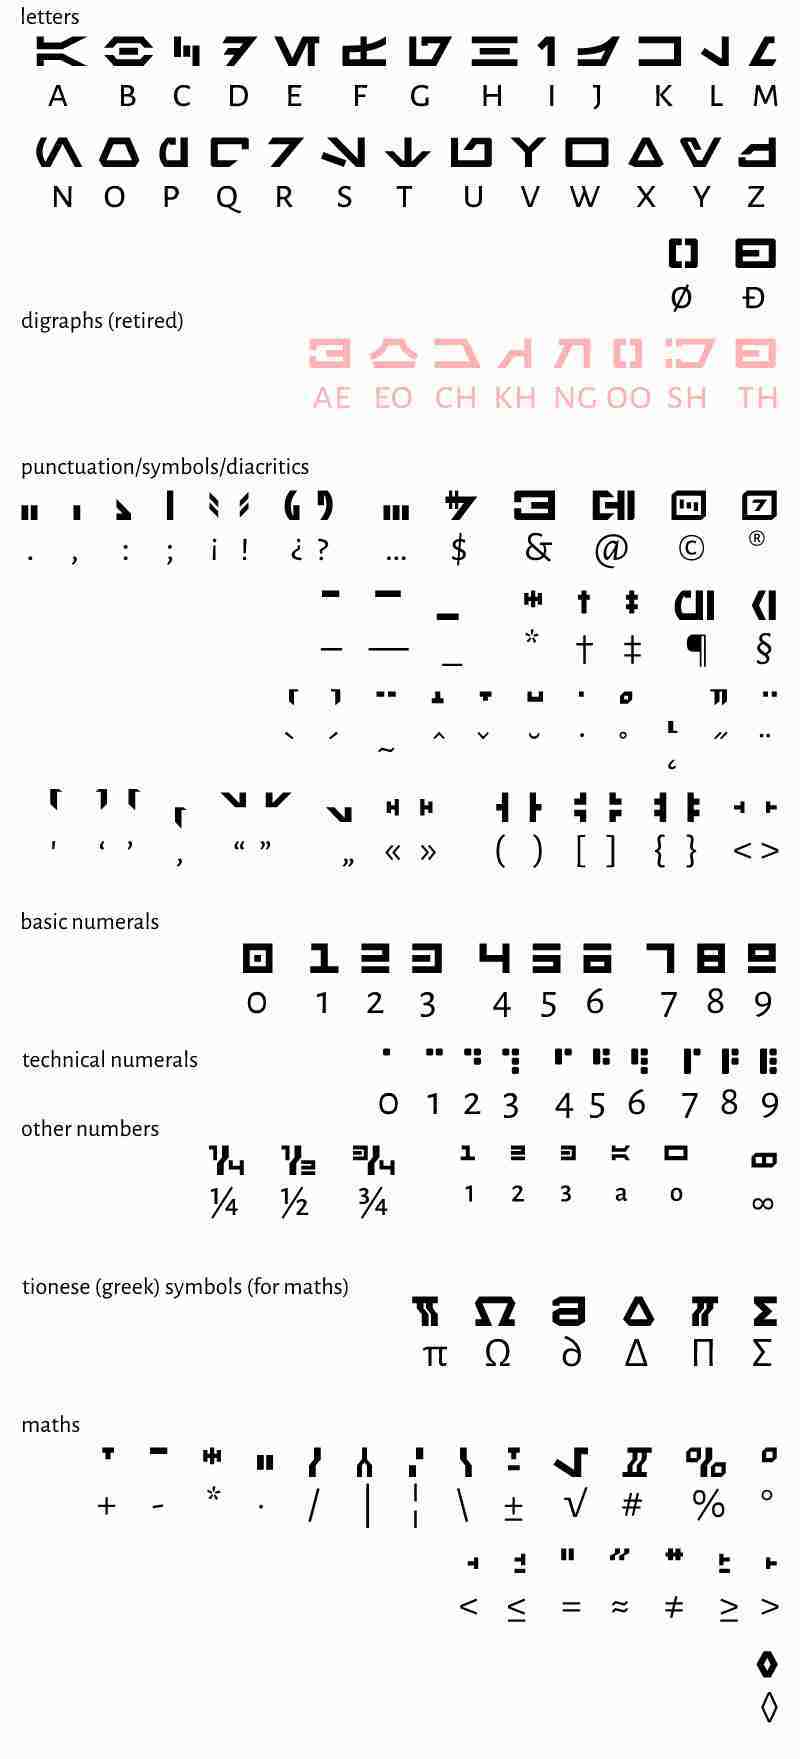 letters
A B C D E F G H I J K L M
N O P Q R S T U V W X Y Z
Ø Ð
digraphs (retired)
AE EO CH KH NG OO SH TH
punctuation/symbols/diacritics
. , : ; ¡ ! ¿ ? … $ & @ © ®
– — _ * † ‡ ¶ §
` ´ ~ ˆ ˇ ˘ ˙ ° ˝ ¨
' ‘ ’ , “ ” „ « » ( ) [ ] { } < >
basic numerals
0 1 2 3 4 5 6 7 8 9
technical numerals
0 1 2 3 4 5 6 7 8 9
other numbers
¼ ½ ¾ 1 2 3 a o ∞
tionese (greek) symbols (for maths)
π Ω ∂ Δ Π Σ
maths
+ - * · / | ¦ \ ± √ # % °
< ≤ = ≈ ≠ ≥ >
◊